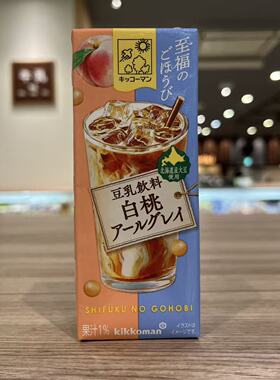 キッコーマン
至福の
ごほうび
北海道産大豆
使用
豆乳飲料
白桃
アールグレイ
SHIFUKU NO GOHOBI
果汁1%
kikkoman
イラストは
イメージです。